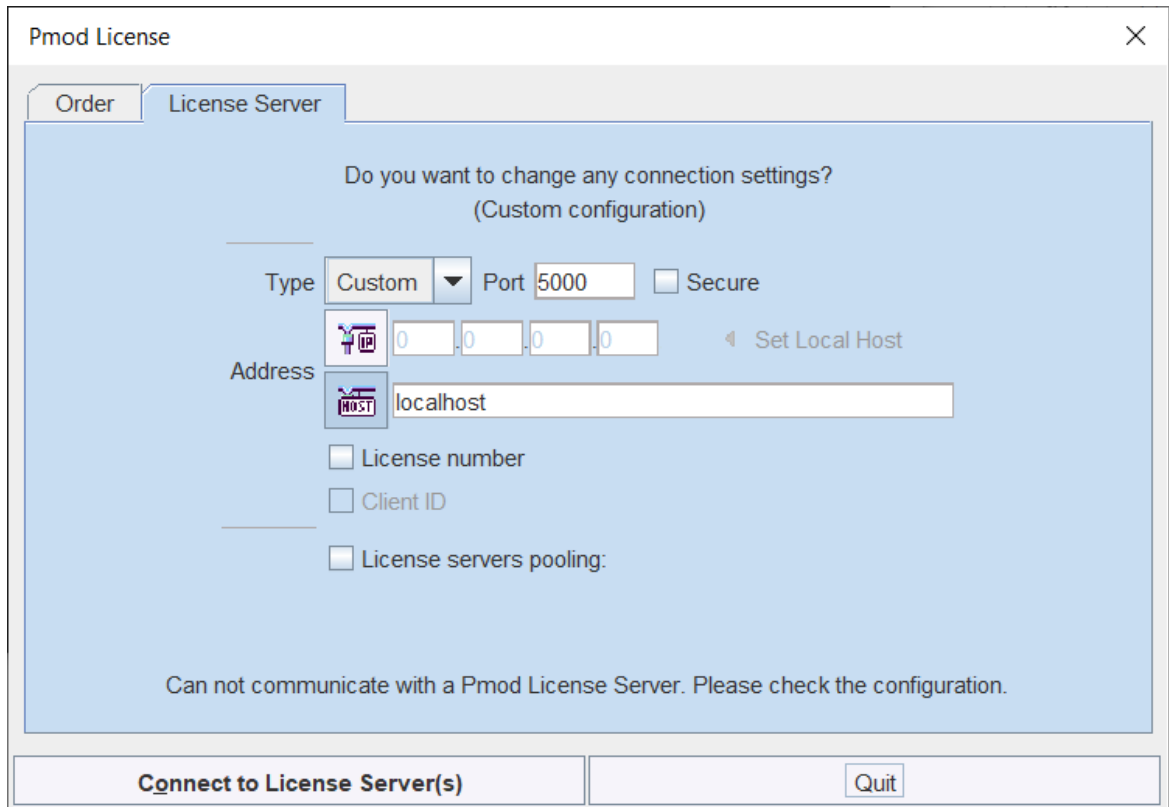 Pmod License
Order License Server
Do you want to change any connection settings?
(Custom configuration)
Type Custom Port 5000 Secure
IP 0 .0 .0 .0 Set Local Host
Address
HOST localhost
License number
Client ID
License servers pooling:
Can not communicate with a Pmod License Server. Please check the configuration.
Connect to License Server(s) Quit